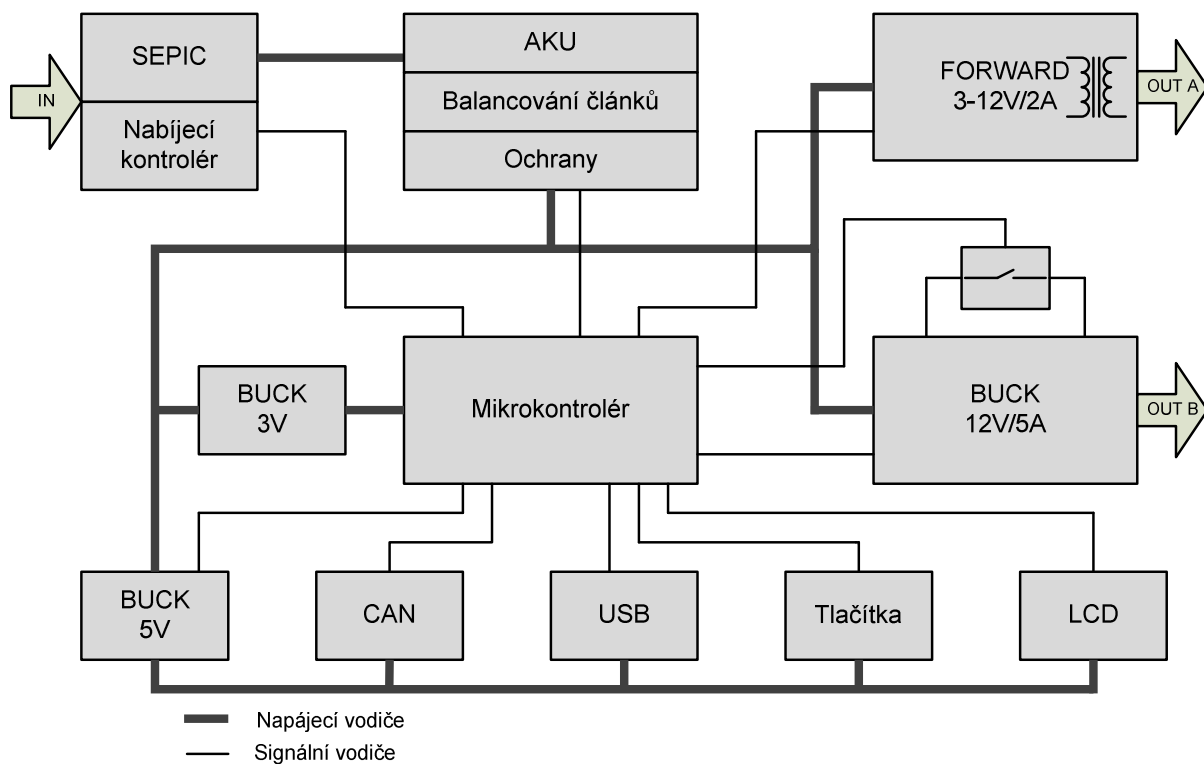 IN
SEPIC
Nabíjecí
kontrolér
AKU
Balancování článků
Ochrany
FORWARD
3-12V/2A
OUT A
BUCK
3V
Mikrokontrolér
BUCK
12V/5A
OUT B
BUCK
5V
CAN
USB
Tlačítka
LCD
Napájecí vodiče
Signální vodiče